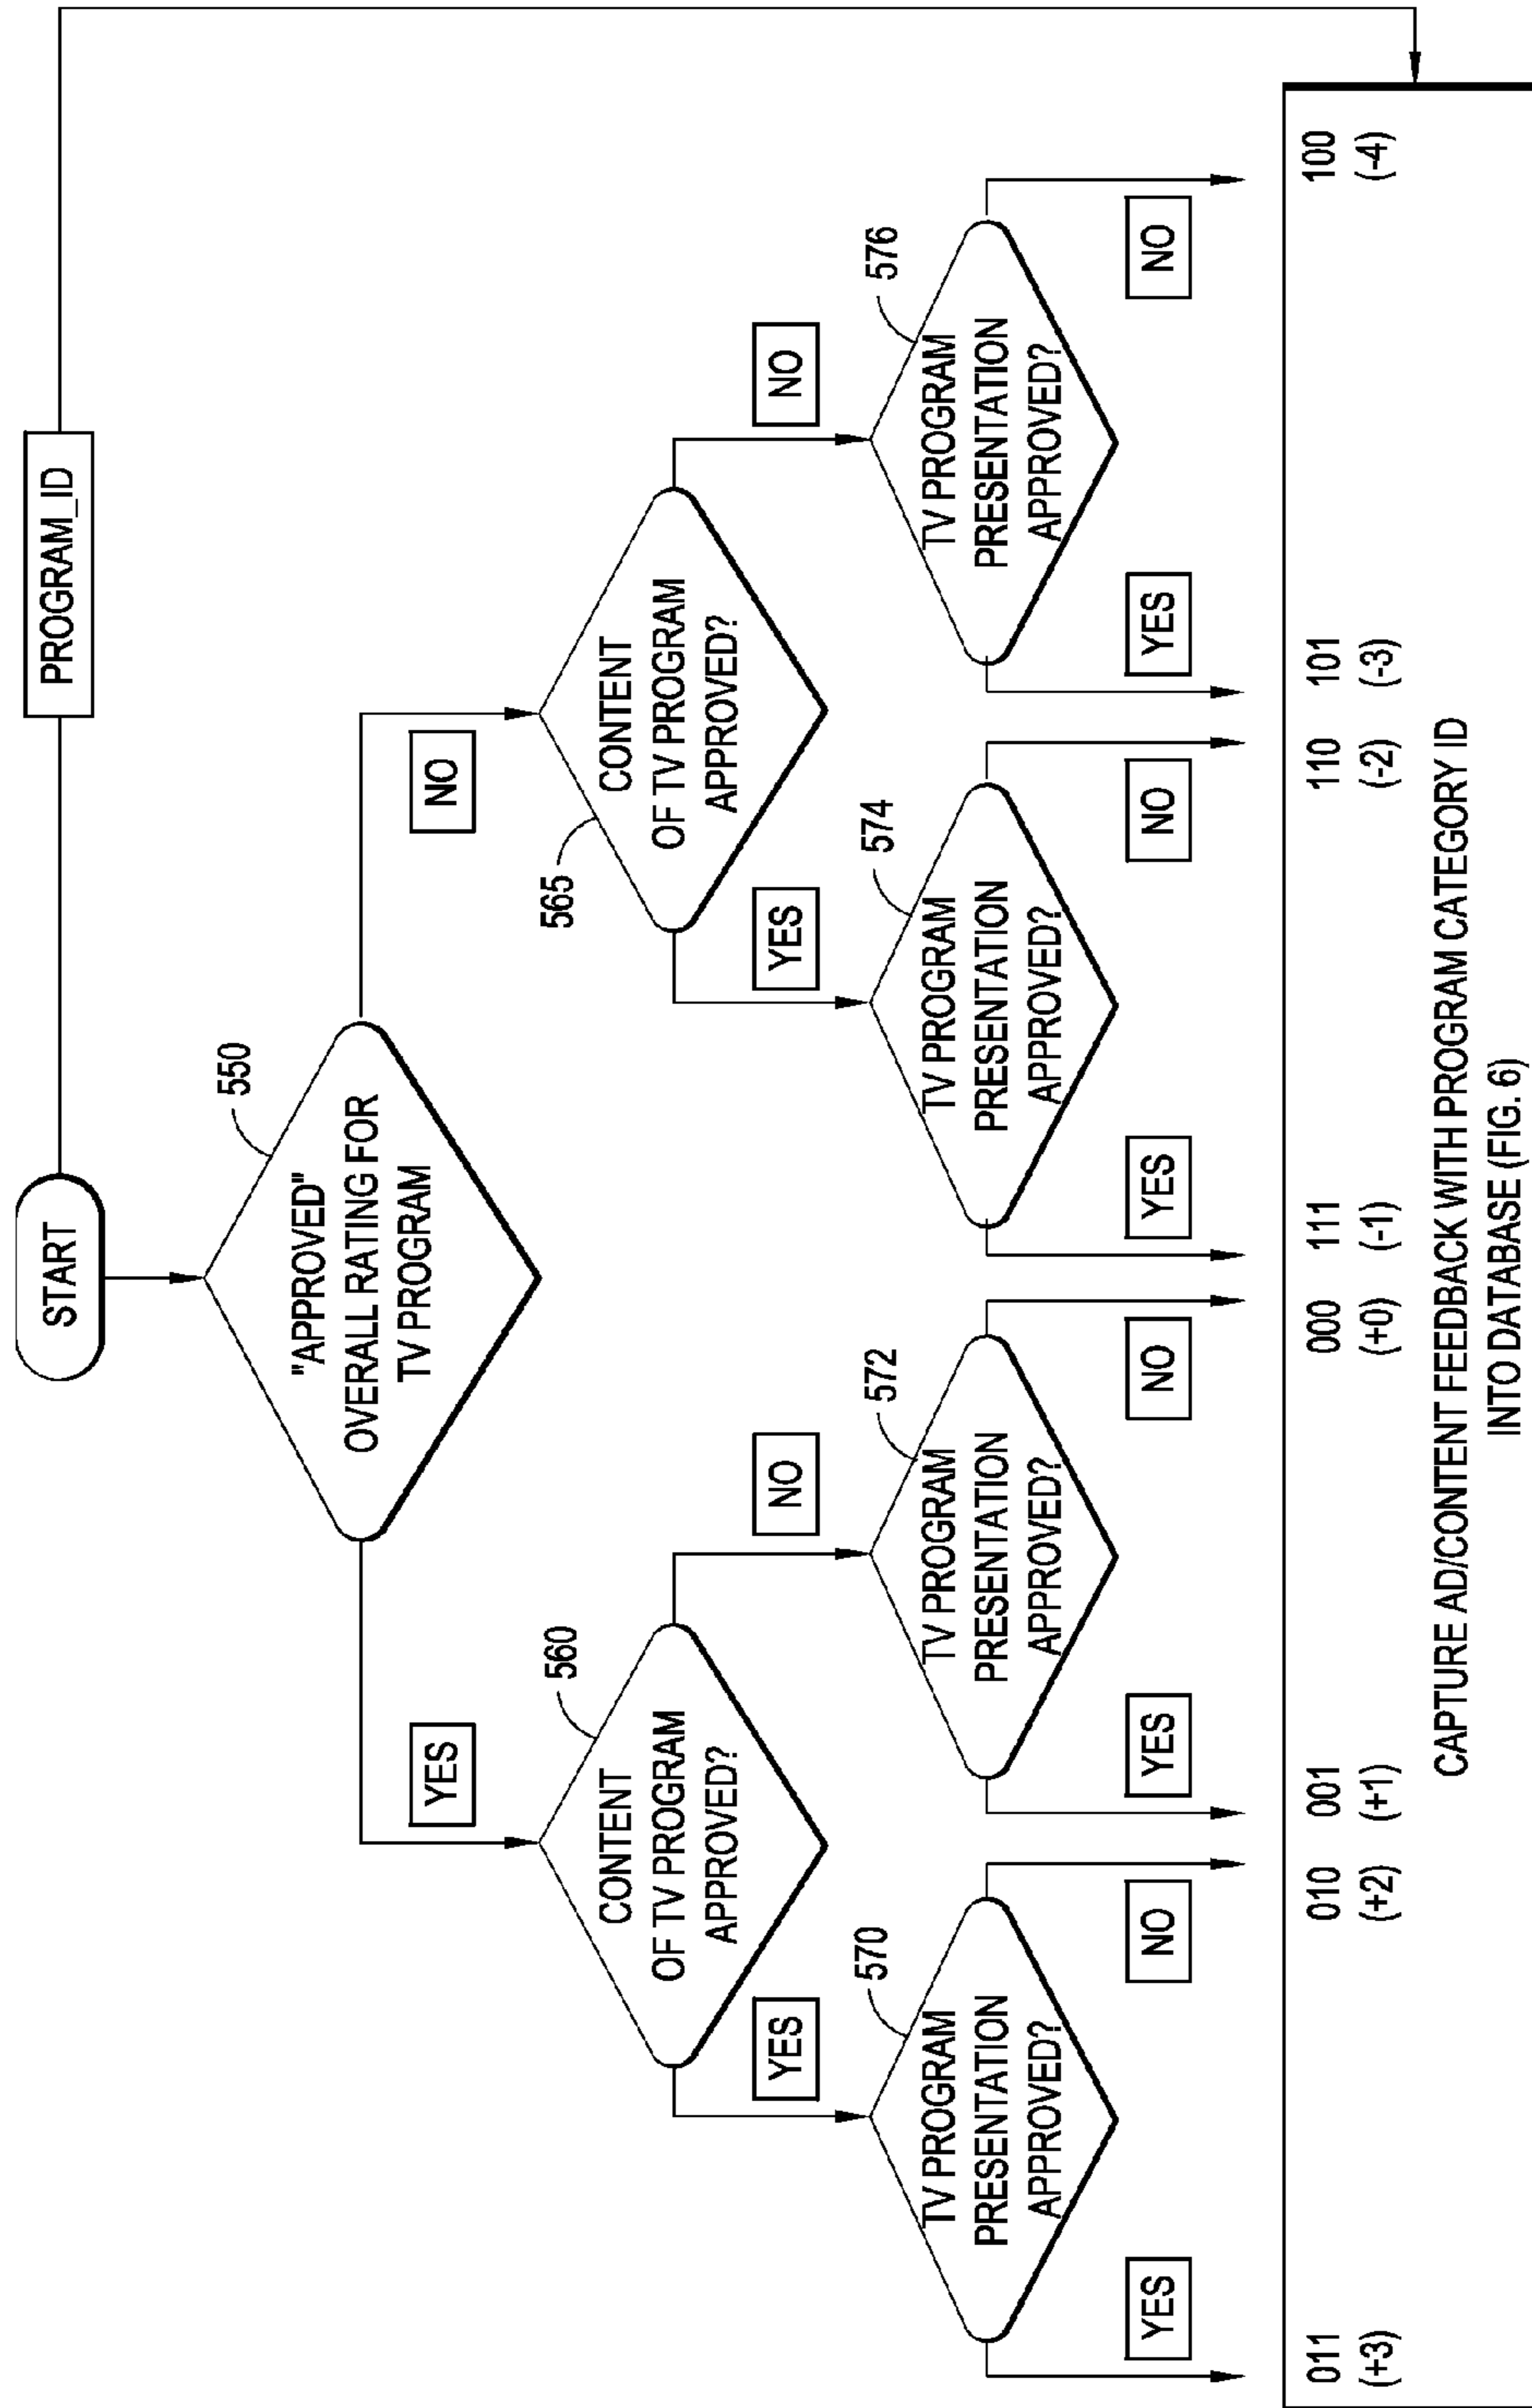 START
PROGRAM_ID
550
"APPROVED"
OVERALL RATING FOR
TV PROGRAM
YES
NO
560
CONTENT
OF TV PROGRAM
APPROVED?
565
CONTENT
OF TV PROGRAM
APPROVED?
YES
NO
YES
NO
570
TV PROGRAM
PRESENTATION
APPROVED?
572
TV PROGRAM
PRESENTATION
APPROVED?
574
TV PROGRAM
PRESENTATION
APPROVED?
576
TV PROGRAM
PRESENTATION
APPROVED?
YES
NO
YES
NO
YES
NO
YES
NO
011 010 001 000 111 110 101 100
(+3) (+2) (+1) (+0) (-1) (-2) (-3) (-4)
CAPTURE AD/CONTENT FEEDBACK WITH PROGRAM CATEGORY ID
INTO DATABASE (FIG. 6)